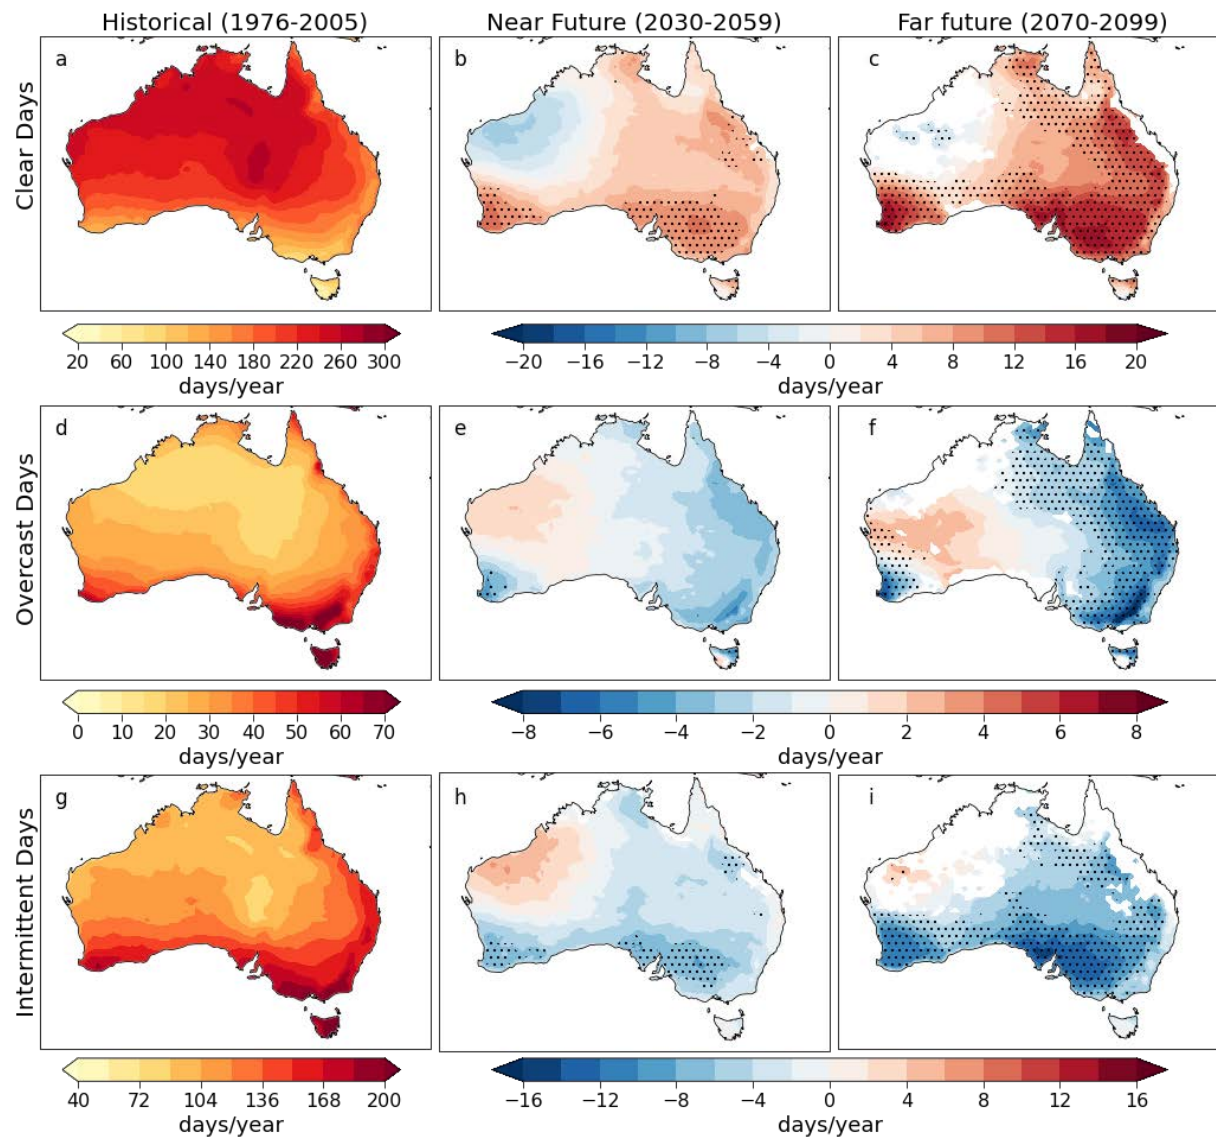 Historical (1976-2005) Near Future (2030-2059) Far future (2070-2099)
Clear Days
a b c
20 60 100 140 180 220 260 300
days/year
−20 −16 −12 −8 −4 0 4 8 12 16 20
days/year
Overcast Days
d e f
0 10 20 30 40 50 60 70
days/year
−8 −6 −4 −2 0 2 4 6 8
days/year
Intermittent Days
g h i
40 72 104 136 168 200
days/year
−16 −12 −8 −4 0 4 8 12 16
days/year